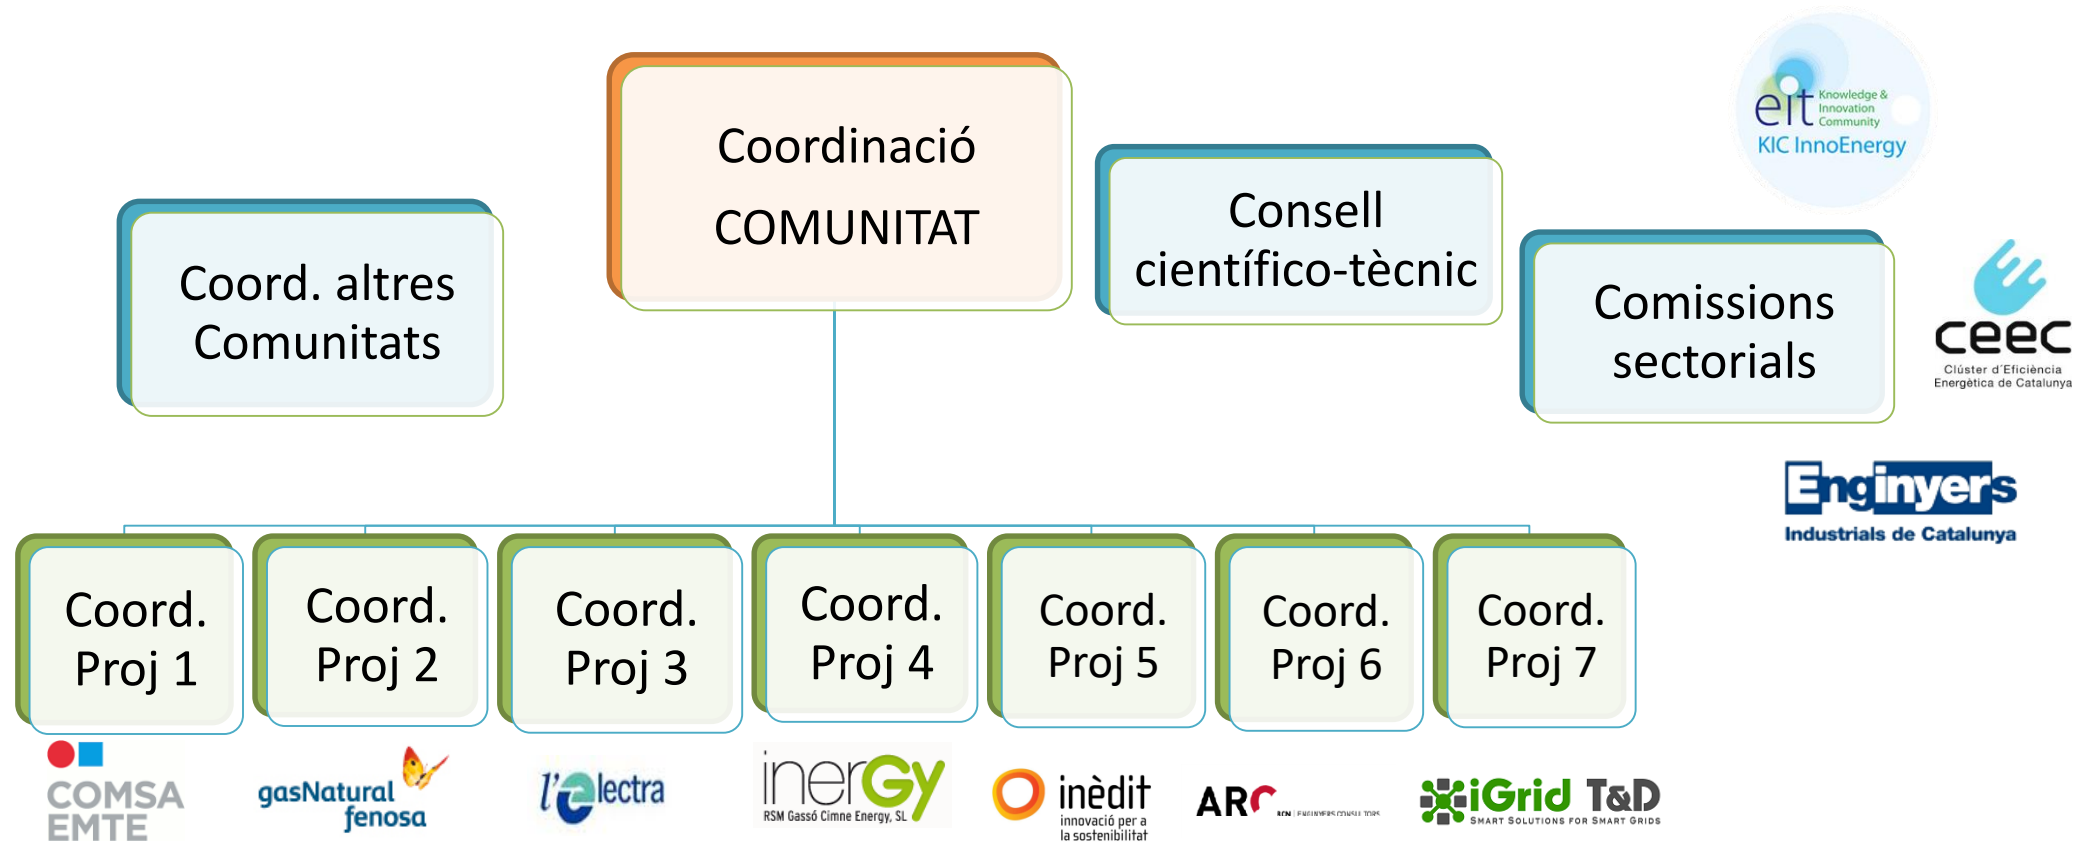 Coordinació
COMUNITAT
Coord. altres
Comunitats
Consell
científico-tècnic
Comissions
sectorials
eit
Knowledge &
Innovation
Community
KIC InnoEnergy
ceec
Clúster d´Eficiència
Energètica de Catalunya
Enginyers
Industrials de Catalunya
Coord.
Proj 1
Coord.
Proj 2
Coord.
Proj 3
Coord.
Proj 4
Coord.
Proj 5
Coord.
Proj 6
Coord.
Proj 7
COMSA
EMTE
gasNatural
fenosa
l'electra
inerGy
RSM Gassó Cimne Energy, SL
inèdit
innovació per a
la sostenibilitat
ARC
BCN | ENGINYERS CONSULTORS
iGrid T&D
SMART SOLUTIONS FOR SMART GRIDS